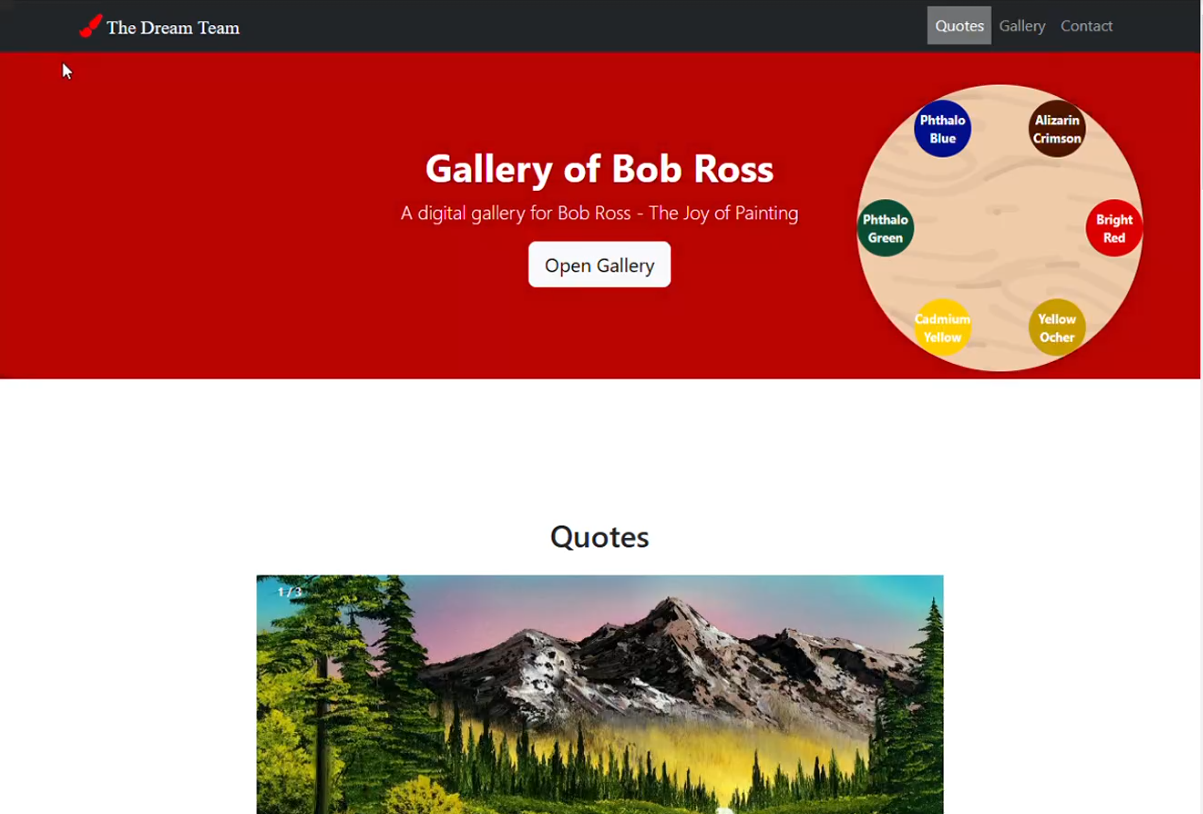 The Dream Team
Quotes Gallery Contact
Gallery of Bob Ross
A digital gallery for Bob Ross - The Joy of Painting
Open Gallery
Phthalo
Blue
Alizarin
Crimson
Phthalo
Green
Bright
Red
Cadmium
Yellow
Yellow
Ocher
Quotes
1 / 3